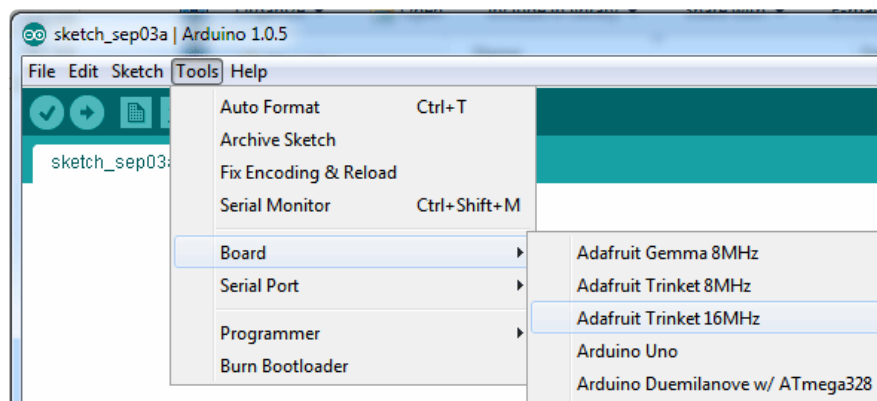 sketch_sep03a | Arduino 1.0.5
File Edit Sketch Tools Help
Auto Format Ctrl+T
Archive Sketch
sketch_sep03a
Fix Encoding & Reload
Serial Monitor Ctrl+Shift+M
Board
Serial Port
Programmer
Burn Bootloader
Adafruit Gemma 8MHz
Adafruit Trinket 8MHz
Adafruit Trinket 16MHz
Arduino Uno
Arduino Duemilanove w/ ATmega328